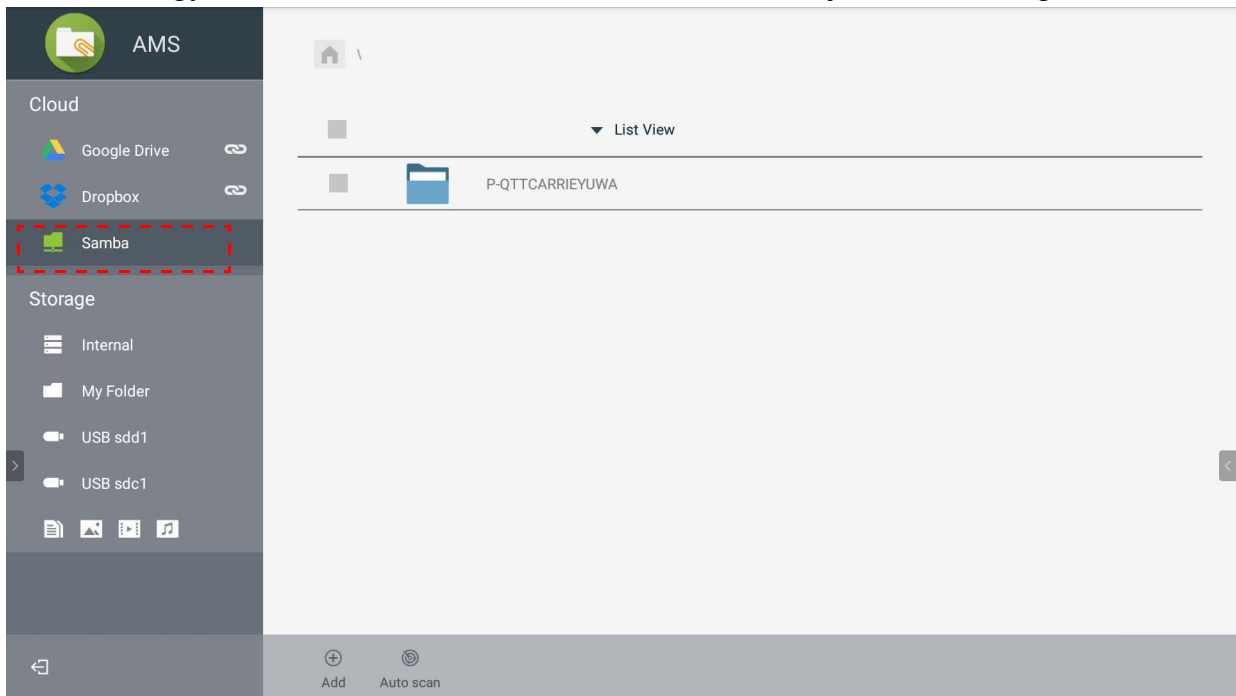 AMS
\
Cloud
Google Drive
Dropbox
Samba
Storage
Internal
My Folder
USB sdd1
USB sdc1
List View
P-QTTCARRIEYUWA
Add
Auto scan